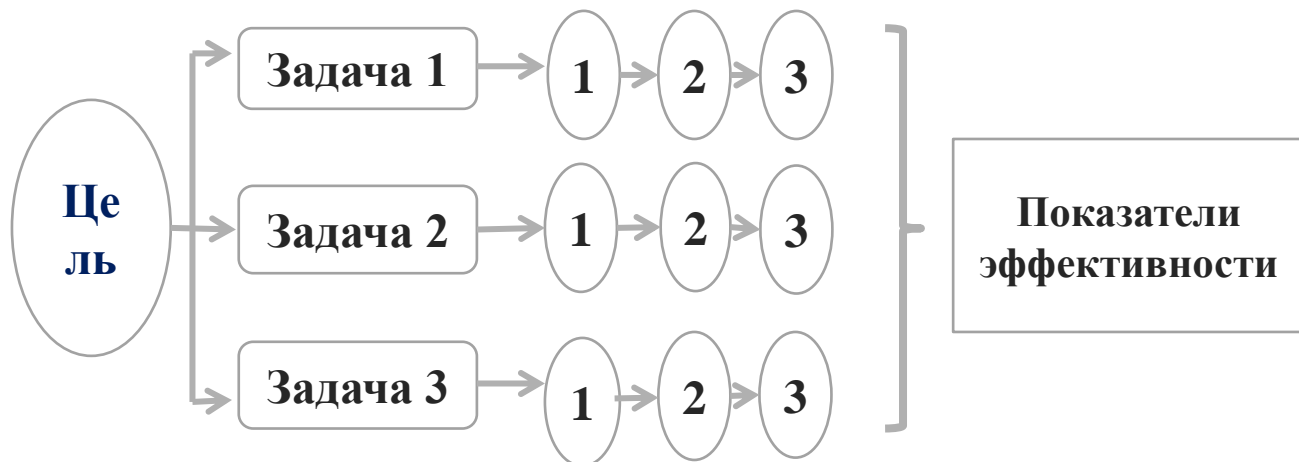 Це
ль
Задача 1
1
2
3
Задача 2
1
2
3
Задача 3
1
2
3
Показатели
эффективности